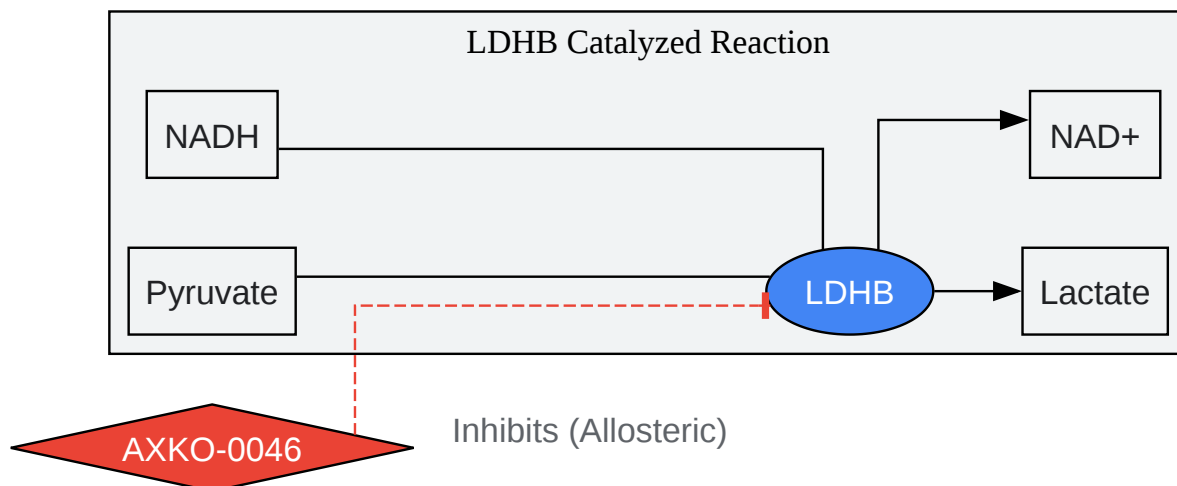 LDHB Catalyzed Reaction
NADH
NAD+
Pyruvate
LDHB
Lactate
AXKO-0046
Inhibits (Allosteric)